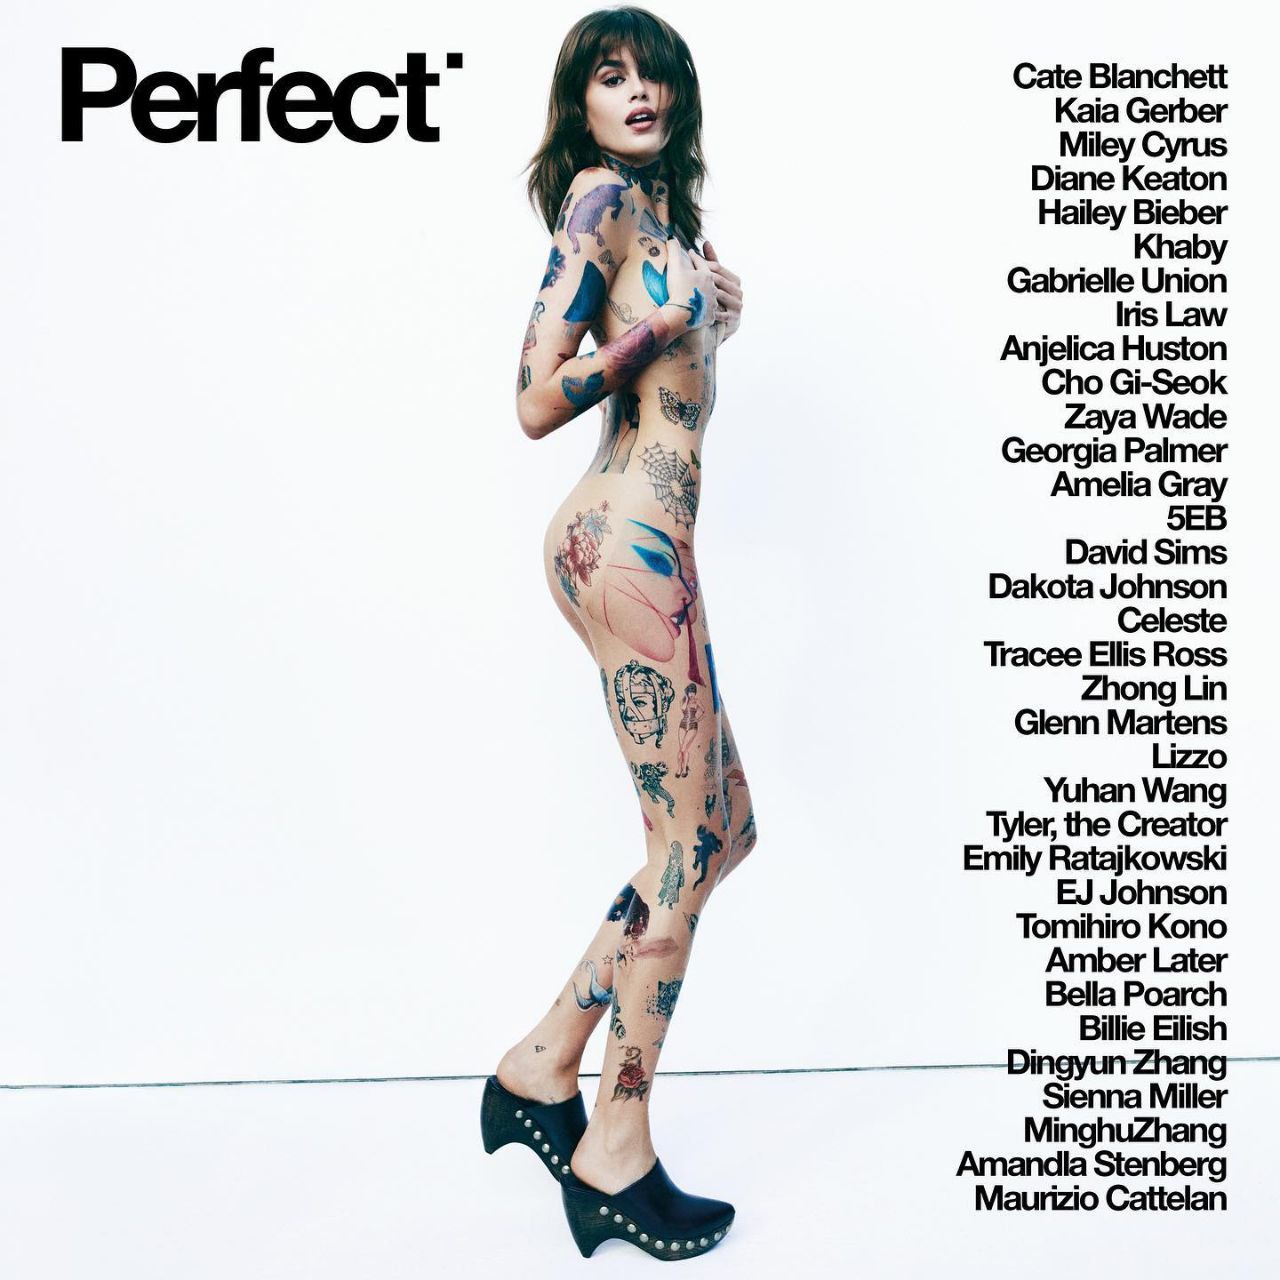 Perfect
Cate Blanchett
Kaia Gerber
Miley Cyrus
Diane Keaton
Hailey Bieber
Khaby
Gabrielle Union
Iris Law
Anjelica Huston
Cho Gi-Seok
Zaya Wade
Georgia Palmer
Amelia Gray
5EB
David Sims
Dakota Johnson
Celeste
Tracee Ellis Ross
Zhong Lin
Glenn Martens
Lizzo
Yuhan Wang
Tyler, the Creator
Emily Ratajkowski
EJ Johnson
Tomihiro Kono
Amber Later
Bella Poarch
Billie Eilish
Dingyun Zhang
Sienna Miller
MinghuZhang
Amandla Stenberg
Maurizio Cattelan